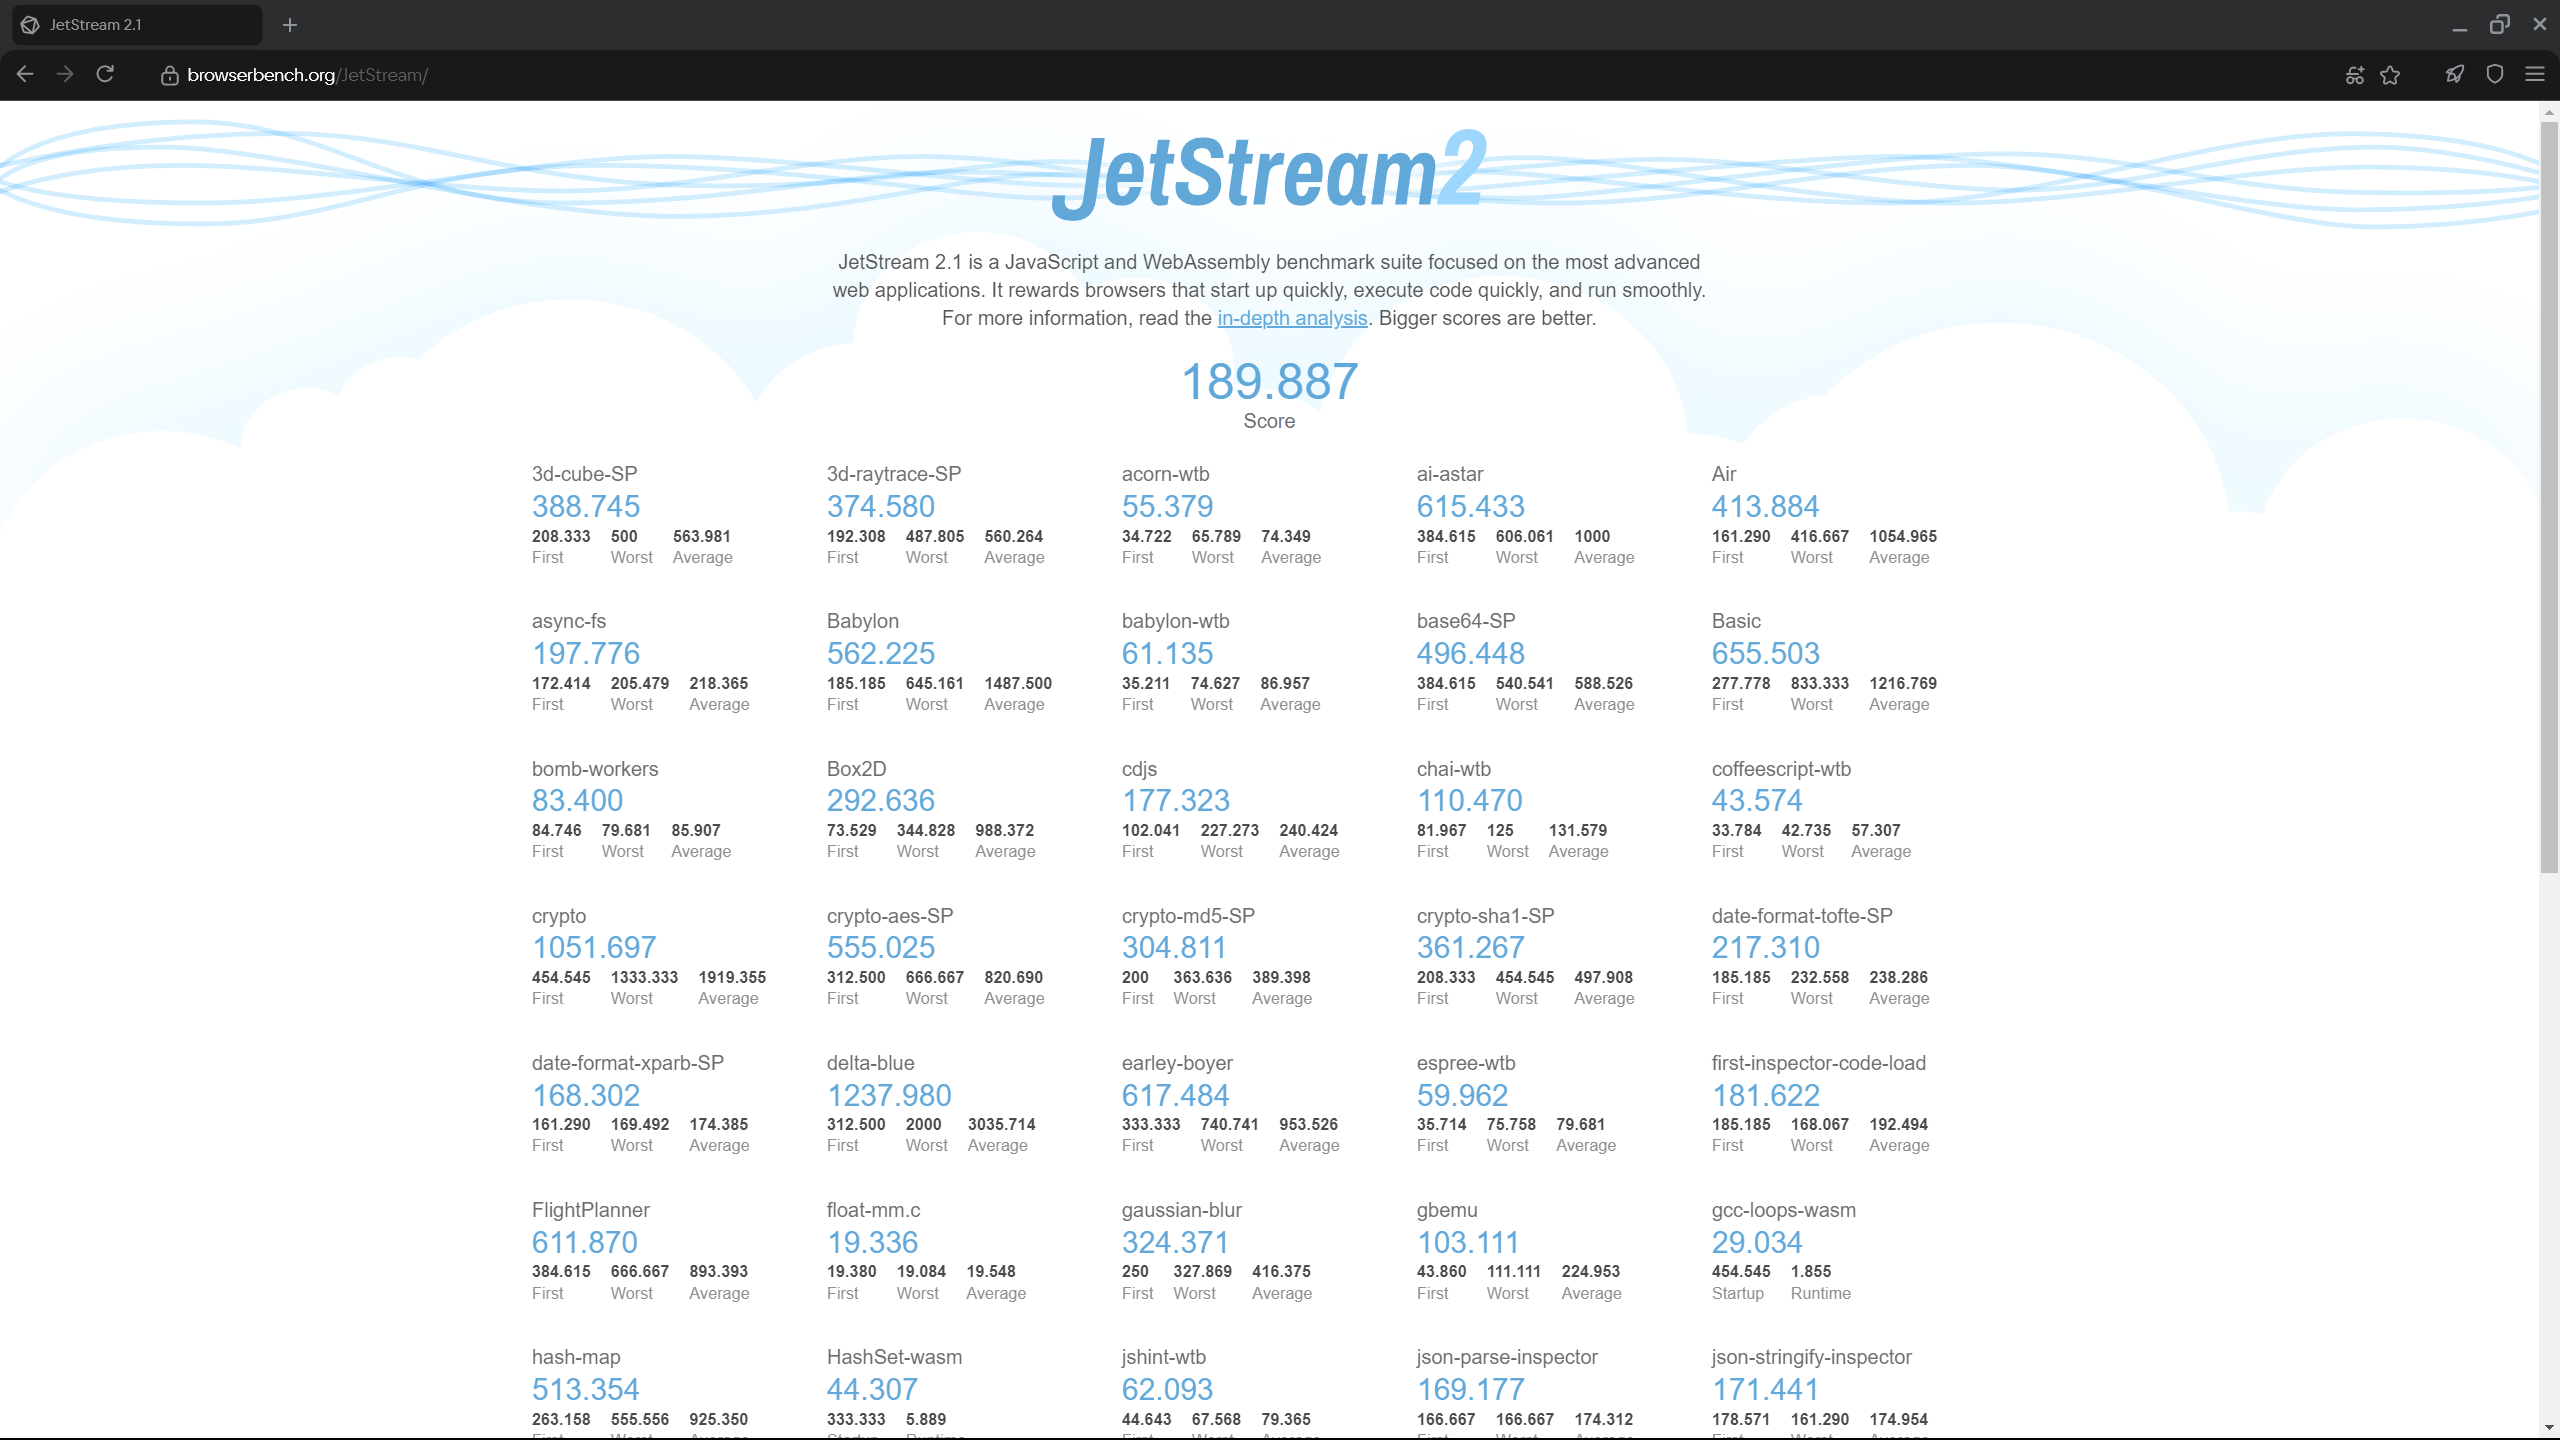 JetStream 2.1
browserbench.org/JetStream/
JetStream2
JetStream 2.1 is a JavaScript and WebAssembly benchmark suite focused on the most advanced
web applications. It rewards browsers that start up quickly, execute code quickly, and run smoothly.
For more information, read the in-depth analysis. Bigger scores are better.
189.887
Score
3d-cube-SP 3d-raytrace-SP acorn-wtb ai-astar Air
388.745 374.580 55.379 615.433 413.884
208.333 500 563.981 192.308 487.805 560.264 34.722 65.789 74.349 384.615 606.061 1000 161.290 416.667 1054.965
First Worst Average First Worst Average First Worst Average First Worst Average First Worst Average
async-fs Babylon babylon-wtb base64-SP Basic
197.776 562.225 61.135 496.448 655.503
172.414 205.479 218.365 185.185 645.161 1487.500 35.211 74.627 86.957 384.615 540.541 588.526 277.778 833.333 1216.769
First Worst Average First Worst Average First Worst Average First Worst Average First Worst Average
bomb-workers Box2D cdjs chai-wtb coffeescript-wtb
83.400 292.636 177.323 110.470 43.574
84.746 79.681 85.907 73.529 344.828 988.372 102.041 227.273 240.424 81.967 125 131.579 33.784 42.735 57.307
First Worst Average First Worst Average First Worst Average First Worst Average First Worst Average
crypto crypto-aes-SP crypto-md5-SP crypto-sha1-SP date-format-tofte-SP
1051.697 555.025 304.811 361.267 217.310
454.545 1333.333 1919.355 312.500 666.667 820.690 200 363.636 389.398 208.333 454.545 497.908 185.185 232.558 238.286
First Worst Average First Worst Average First Worst Average First Worst Average First Worst Average
date-format-xparb-SP delta-blue earley-boyer espree-wtb first-inspector-code-load
168.302 1237.980 617.484 59.962 181.622
161.290 169.492 174.385 312.500 2000 3035.714 333.333 740.741 953.526 35.714 75.758 79.681 185.185 168.067 192.494
First Worst Average First Worst Average First Worst Average First Worst Average First Worst Average
FlightPlanner float-mm.c gaussian-blur gbemu gcc-loops-wasm
611.870 19.336 324.371 103.111 29.034
384.615 666.667 893.393 19.380 19.084 19.548 250 327.869 416.375 43.860 111.111 224.953 454.545 1.855
First Worst Average First Worst Average First Worst Average First Worst Average Startup Runtime
hash-map HashSet-wasm jshint-wtb json-parse-inspector json-stringify-inspector
513.354 44.307 62.093 169.177 171.441
263.158 555.556 925.350 333.333 5.889 44.643 67.568 79.365 166.667 166.667 174.312 178.571 161.290 174.954